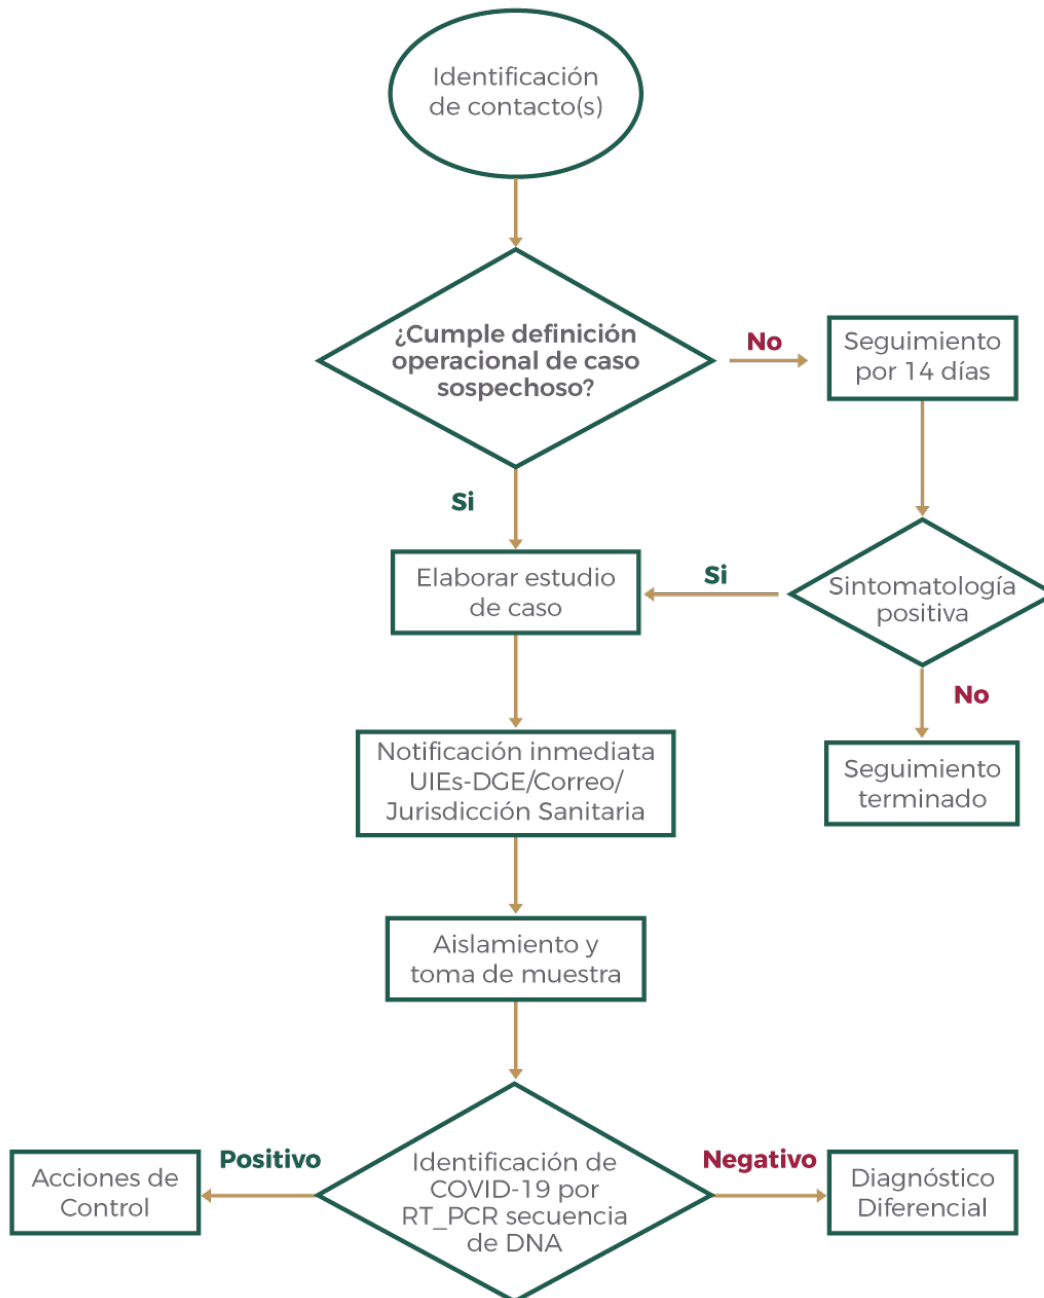 Identificación
de contacto(s)
¿Cumple definición
operacional de caso
sospechoso?
No
Seguimiento
por 14 días
Si
Elaborar estudio
de caso
Si
Sintomatología
positiva
No
Notificación inmediata
UIEs-DGE/Correo/
Jurisdicción Sanitaria
Seguimiento
terminado
Aislamiento y
toma de muestra
Acciones de
Control
Positivo
Identificación de
COVID-19 por
RT_PCR secuencia
de DNA
Negativo
Diagnóstico
Diferencial